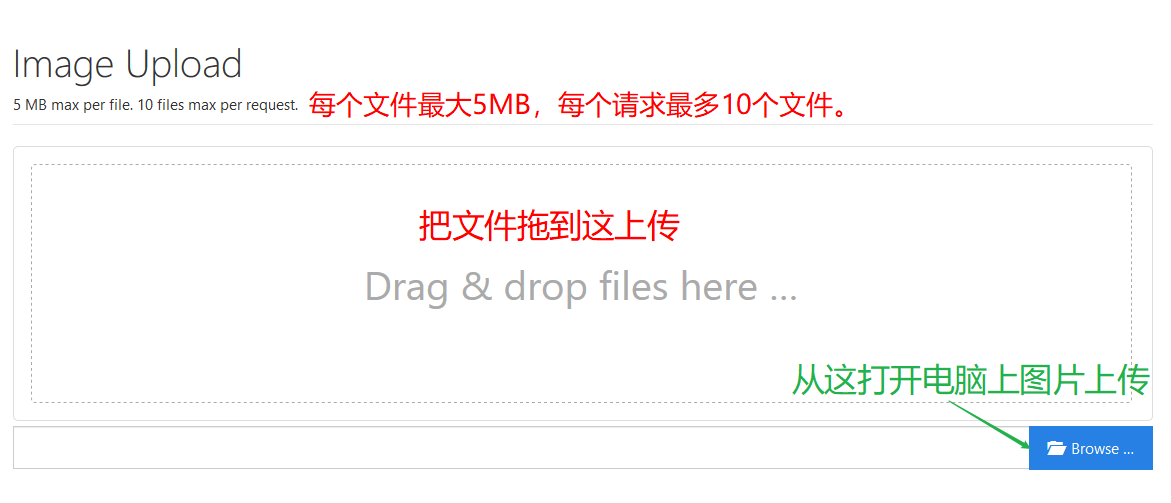 Image Upload
5 MB max per file. 10 files max per request. 每个文件最大5MB，每个请求最多10个文件。
把文件拖到这上传
Drag & drop files here ...
从这打开电脑上图片上传
Browse ...